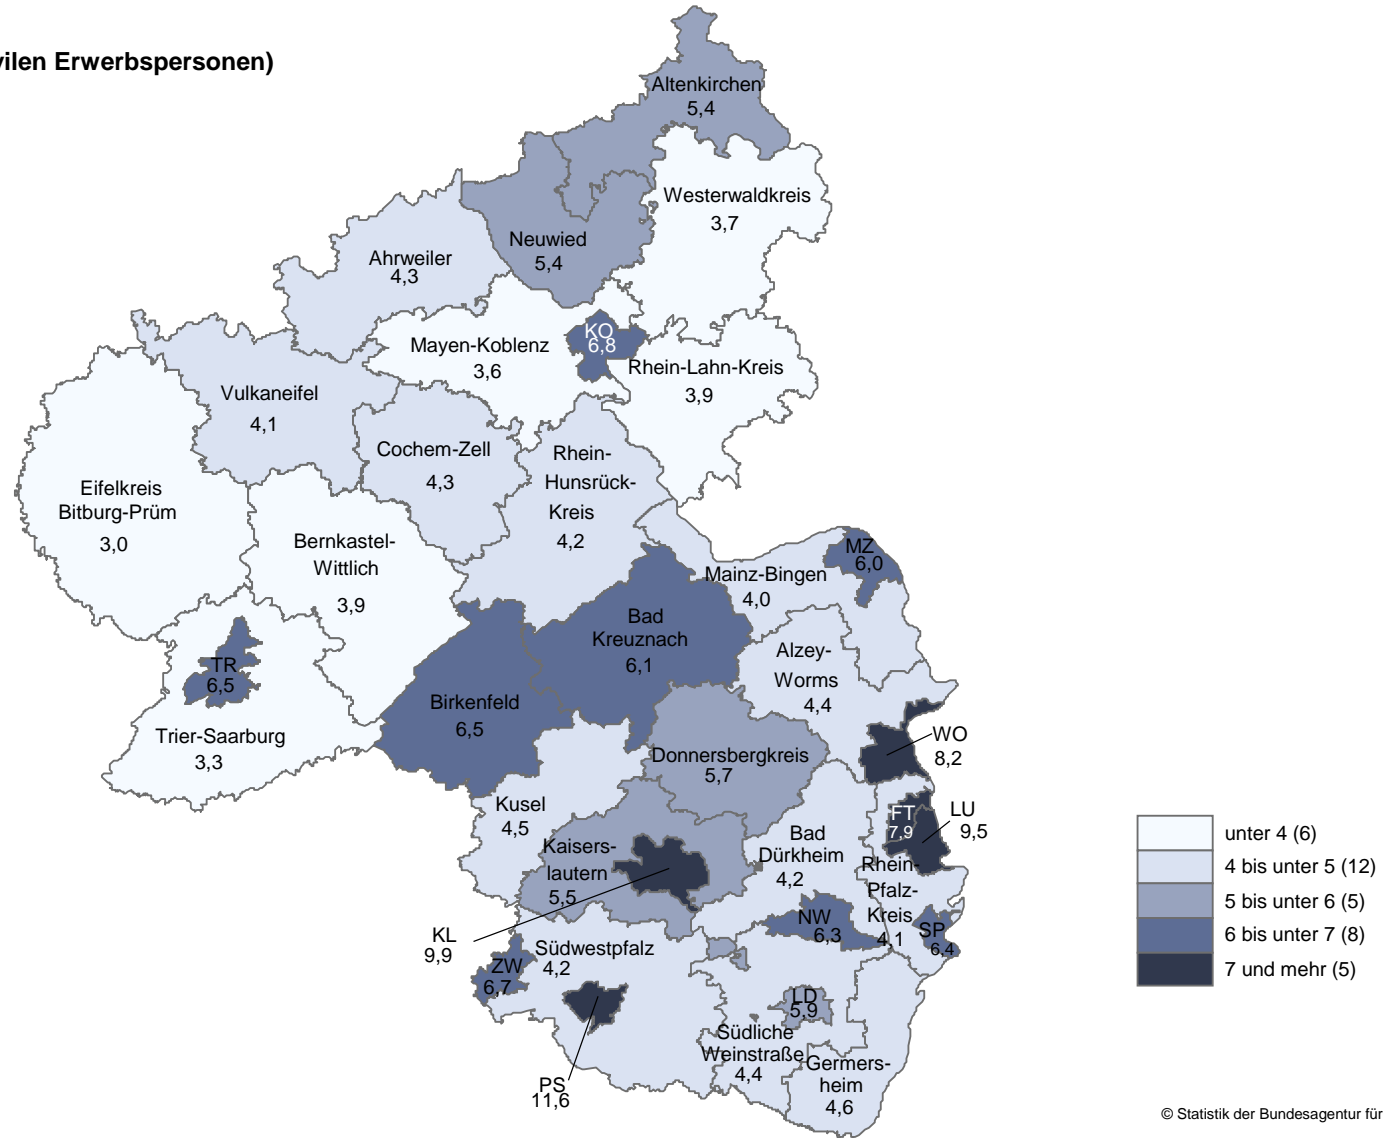 vilen Erwerbspersonen)
Altenkirchen
5,4
Westerwaldkreis
3,7
Neuwied
5,4
Ahrweiler
4,3
KO
6,8
Mayen-Koblenz
3,6
Rhein-Lahn-Kreis
3,9
Vulkaneifel
4,1
Cochem-Zell
4,3
Rhein-
Hunsrück-
Kreis
4,2
Eifelkreis
Bitburg-Prüm
3,0
Bernkastel-
Wittlich
3,9
MZ
6,0
Mainz-Bingen
4,0
Bad
Kreuznach
6,1
Alzey-
Worms
4,4
TR
6,5
Trier-Saarburg
3,3
Birkenfeld
6,5
WO
8,2
Donnersbergkreis
5,7
Kusel
4,5
FT
7,9
LU
9,5
Kaisers-
lautern
5,5
Bad
Dürkheim
4,2
Rhein-
Pfalz-
Kreis
4,1
KL
9,9
NW
6,3
SP
6,4
Südwestpfalz
4,2
ZW
6,7
LD
5,9
Südliche
Weinstraße
4,4
Germers-
heim
4,6
PS
11,6
unter 4 (6)
4 bis unter 5 (12)
5 bis unter 6 (5)
6 bis unter 7 (8)
7 und mehr (5)
© Statistik der Bundesagentur für